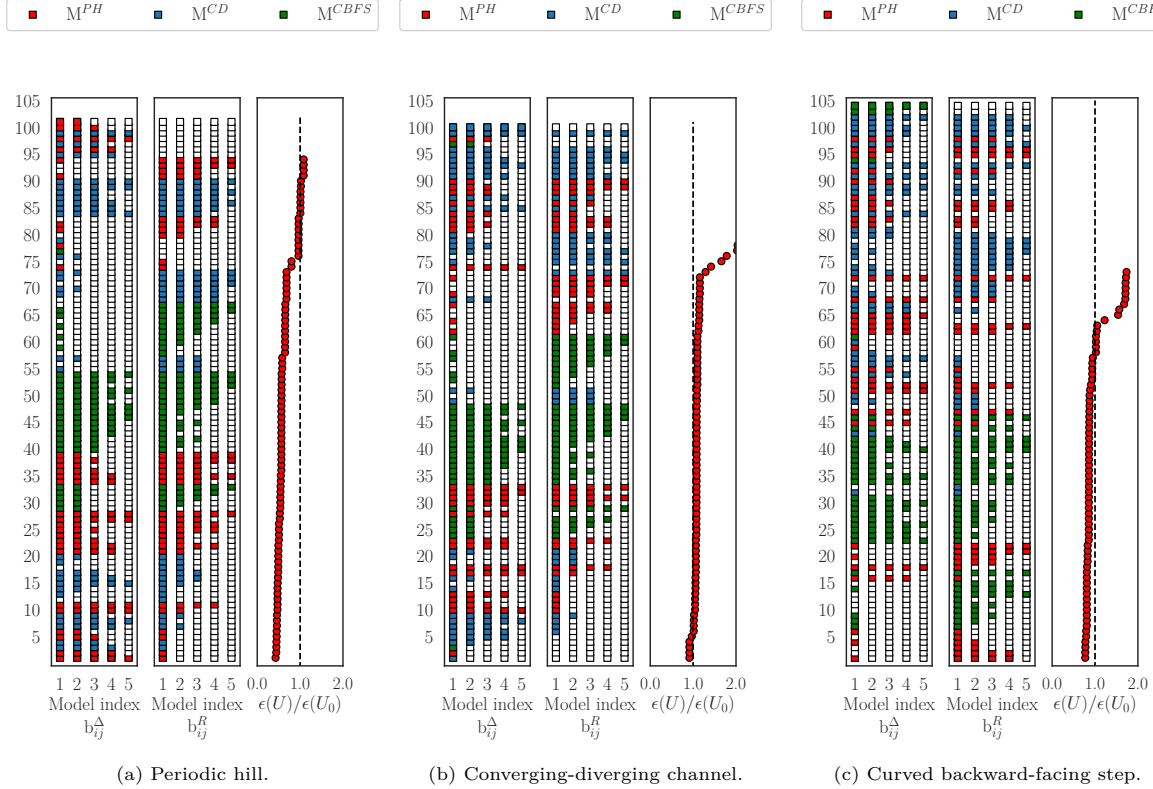 M^{PH} M^{CD} M^{CBFS}
105
100
95
90
85
80
75
70
65
60
55
50
45
40
35
30
25
20
15
10
5
1 2 3 4 5
Model index
b^Δ_{ij}
1 2 3 4 5
Model index
b^R_{ij}
0.0 1.0 2.0
ϵ(U)/ϵ(U_0)
(a) Periodic hill.
M^{PH} M^{CD} M^{CBFS}
105
100
95
90
85
80
75
70
65
60
55
50
45
40
35
30
25
20
15
10
5
1 2 3 4 5
Model index
b^Δ_{ij}
1 2 3 4 5
Model index
b^R_{ij}
0.0 1.0 2.0
ϵ(U)/ϵ(U_0)
(b) Converging-diverging channel.
M^{PH} M^{CD} M^{CBF
105
100
95
90
85
80
75
70
65
60
55
50
45
40
35
30
25
20
15
10
5
1 2 3 4 5
Model index
b^Δ_{ij}
1 2 3 4 5
Model index
b^R_{ij}
0.0 1.0 2.0
ϵ(U)/ϵ(U_0)
(c) Curved backward-facing step.